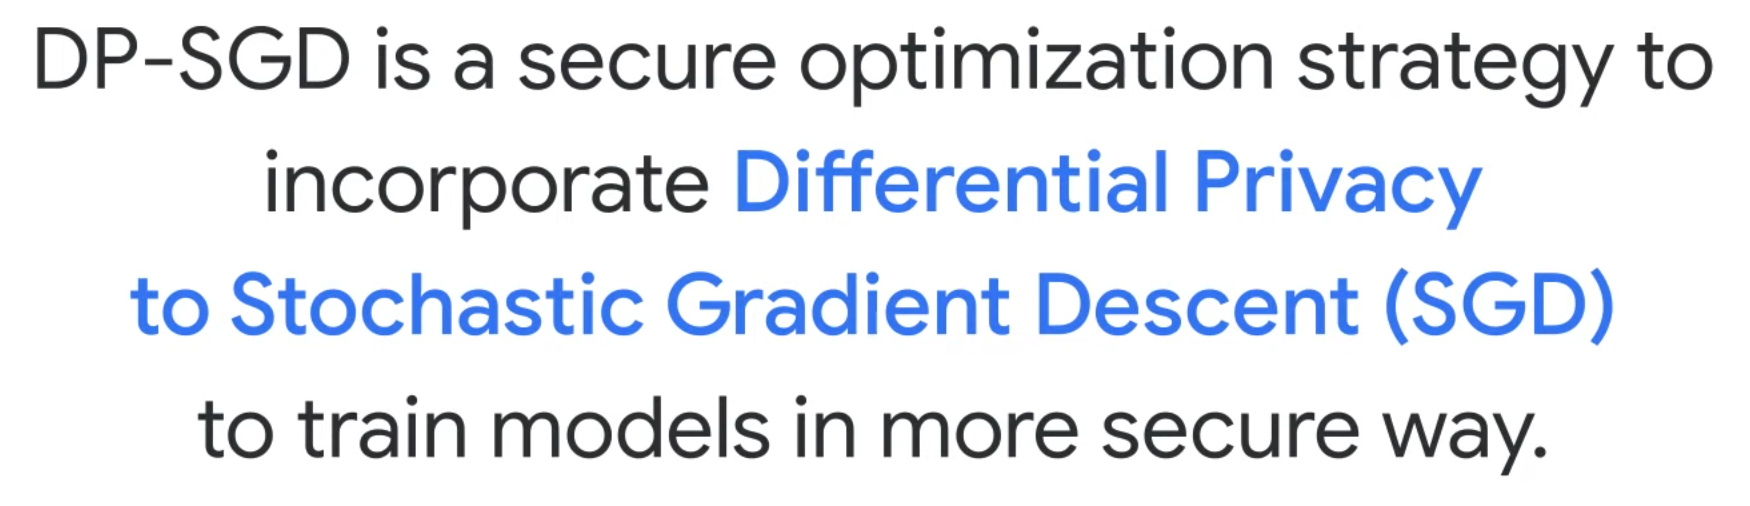 DP-SGD is a secure optimization strategy to
incorporate Differential Privacy
to Stochastic Gradient Descent (SGD)
to train models in more secure way.